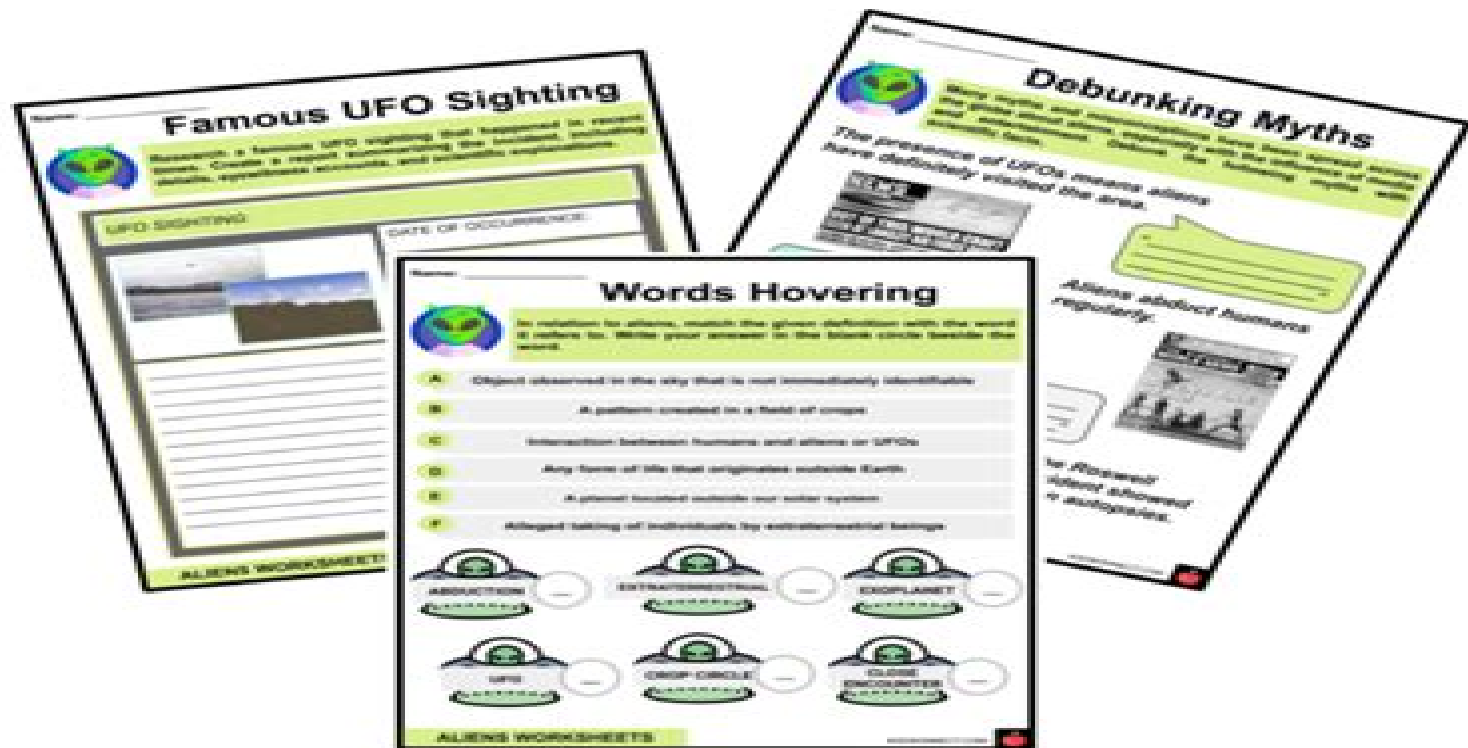 Name:
Famous UFO Sighting
Research a famous UFO sighting that happened in recent
times. Create a report summarizing the incident, including
details, eyewitness accounts, and scientific explanations.
UFO SIGHTING
DATE OF OCCURRENCE:
ALIENS WORKSHEETS
Name:
Debunking Myths
Many myths and misconceptions have been spread across
the globe about aliens, especially with the influence of media
and entertainment. Debunk the following myths with
scientific facts.
The presence of UFOs means aliens
have definitely visited the area.
Aliens abduct humans
regularly.
Roswell
showed
autopsies.
Name:
Words Hovering
In relation to aliens, match the given definition with the word
it refers to. Write your answer in the blank circle beside the
word.
A Object observed in the sky that is not immediately identifiable
B A pattern created in a field of crops
C Interaction between humans and aliens or UFOs
D Any form of life that originates outside Earth
E A planet located outside our solar system
F Alleged taking of individuals by extraterrestrial beings
ABDUCTION
EXTRATERRESTRIAL
EXOPLANET
UFO
CROP CIRCLE
CLOSE
ENCOUNTER
ALIENS WORKSHEETS